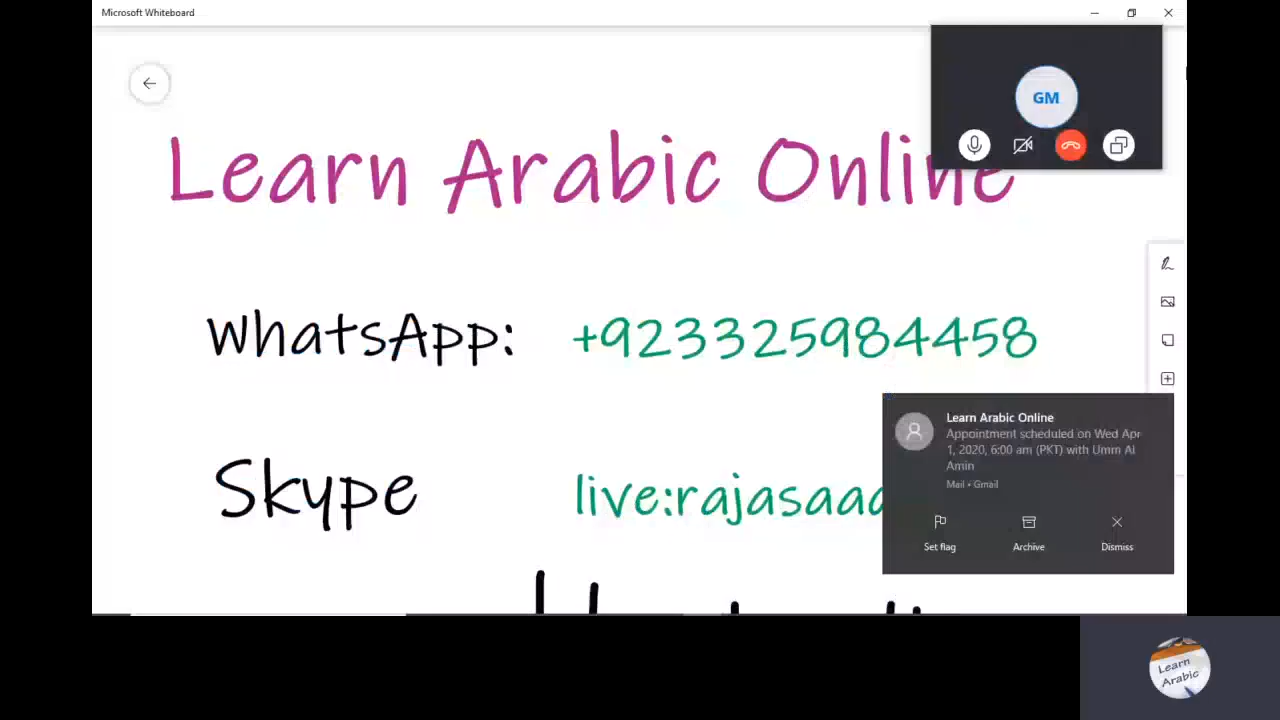 Microsoft Whiteboard
GM
Learn Arabic Online
WhatsApp: +923325984458
Learn Arabic Online
Appointment scheduled on Wed Apr
1, 2020, 6:00 am (PKT) with Umm Al
Amin
Mail • Gmail
Skype live:rajasaad
Set flag Archive Dismiss
Learn
Arabic